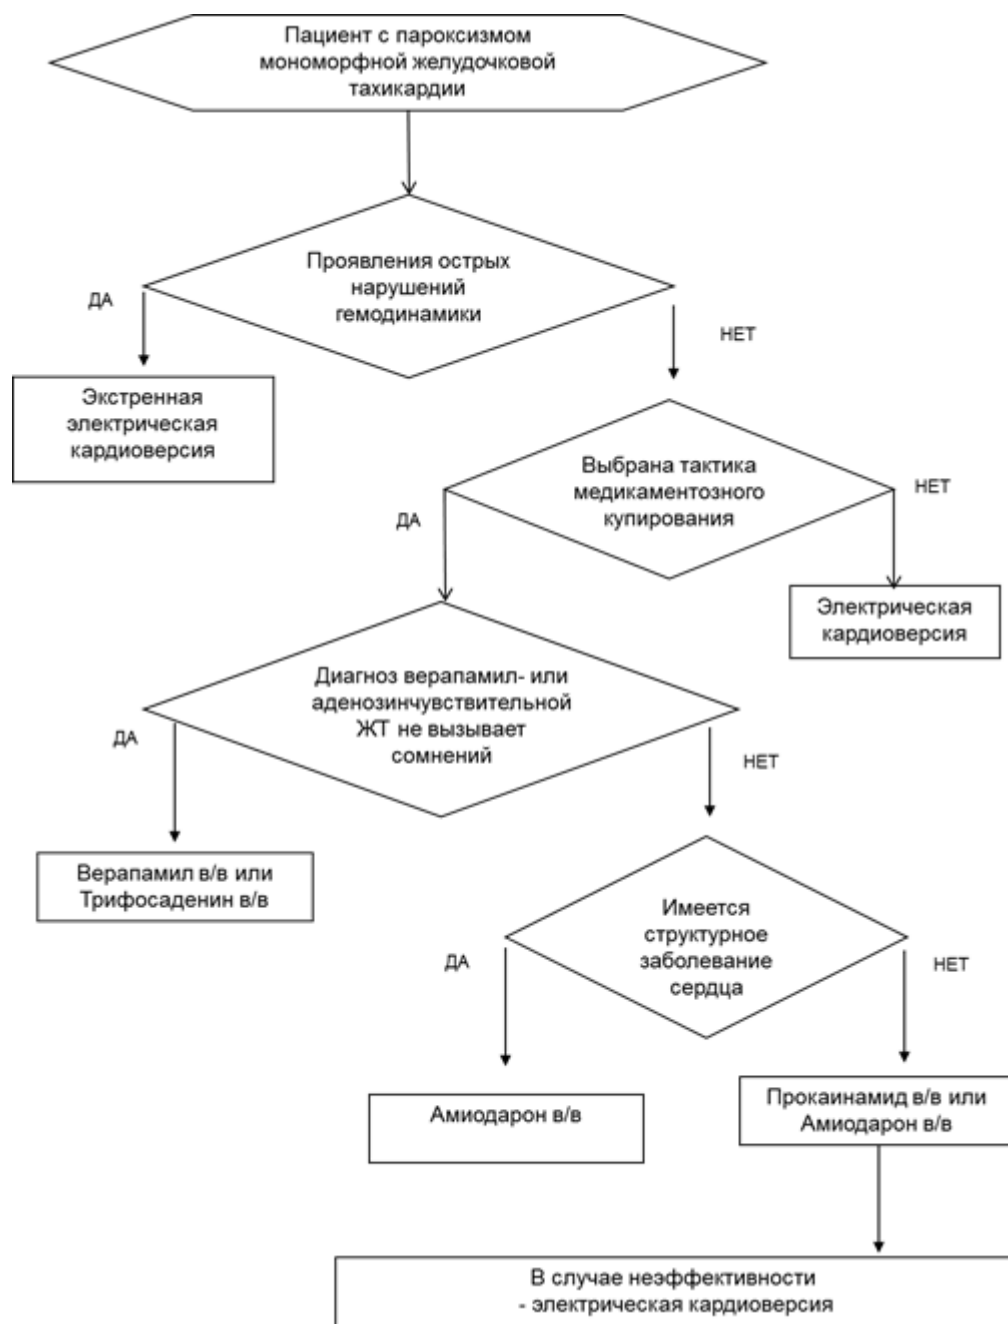 Пациент с пароксизмом
мономорфной желудочковой
тахикардии
Проявления острых
нарушений
гемодинамики
ДА
НЕТ
Экстренная
электрическая
кардиоверсия
Выбрана тактика
медикаментозного
купирования
ДА
НЕТ
Электрическая
кардиоверсия
Диагноз верапамил- или
аденозинчувствительной
ЖТ не вызывает
сомнений
ДА
НЕТ
Верапамил в/в или
Трифосаденин в/в
Имеется
структурное
заболевание
сердца
ДА
НЕТ
Амиодарон в/в
Прокаинамид в/в или
Амиодарон в/в
В случае неэффективности
- электрическая кардиоверсия